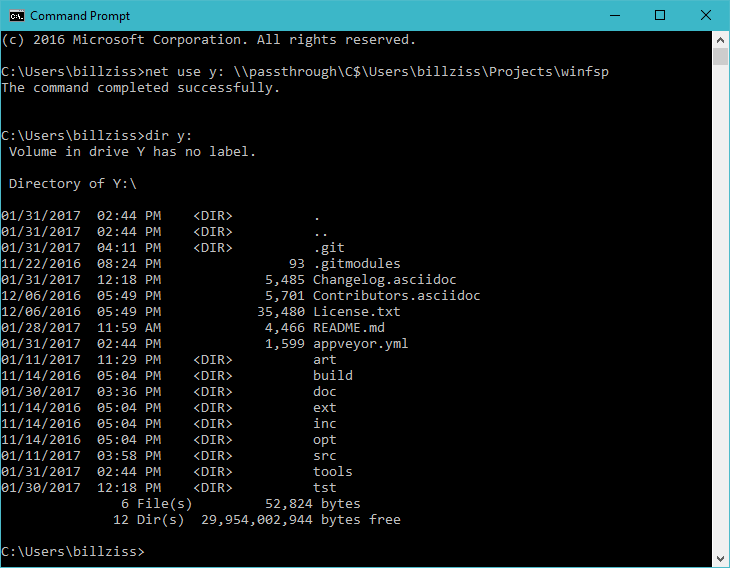 Command Prompt
(c) 2016 Microsoft Corporation. All rights reserved.
C:\Users\billziss>net use y: \\passthrough\C$\Users\billziss\Projects\winfsp
The command completed successfully.
C:\Users\billziss>dir y:
 Volume in drive Y has no label.
 Directory of Y:\
01/31/2017  02:44 PM    <DIR>          .
01/31/2017  02:44 PM    <DIR>          ..
01/31/2017  04:11 PM    <DIR>          .git
11/22/2016  08:24 PM                93 .gitmodules
01/31/2017  12:18 PM             5,485 Changelog.asciidoc
12/06/2016  05:49 PM             5,701 Contributors.asciidoc
12/06/2016  05:49 PM            35,480 License.txt
01/28/2017  11:59 AM             4,466 README.md
01/31/2017  02:44 PM             1,599 appveyor.yml
01/11/2017  11:29 PM    <DIR>          art
11/14/2016  05:04 PM    <DIR>          build
01/30/2017  03:36 PM    <DIR>          doc
11/14/2016  05:04 PM    <DIR>          ext
11/14/2016  05:04 PM    <DIR>          inc
11/14/2016  05:04 PM    <DIR>          opt
01/11/2017  03:58 PM    <DIR>          src
01/31/2017  02:44 PM    <DIR>          tools
01/30/2017  12:18 PM    <DIR>          tst
               6 File(s)         52,824 bytes
              12 Dir(s)  29,954,002,944 bytes free
C:\Users\billziss>